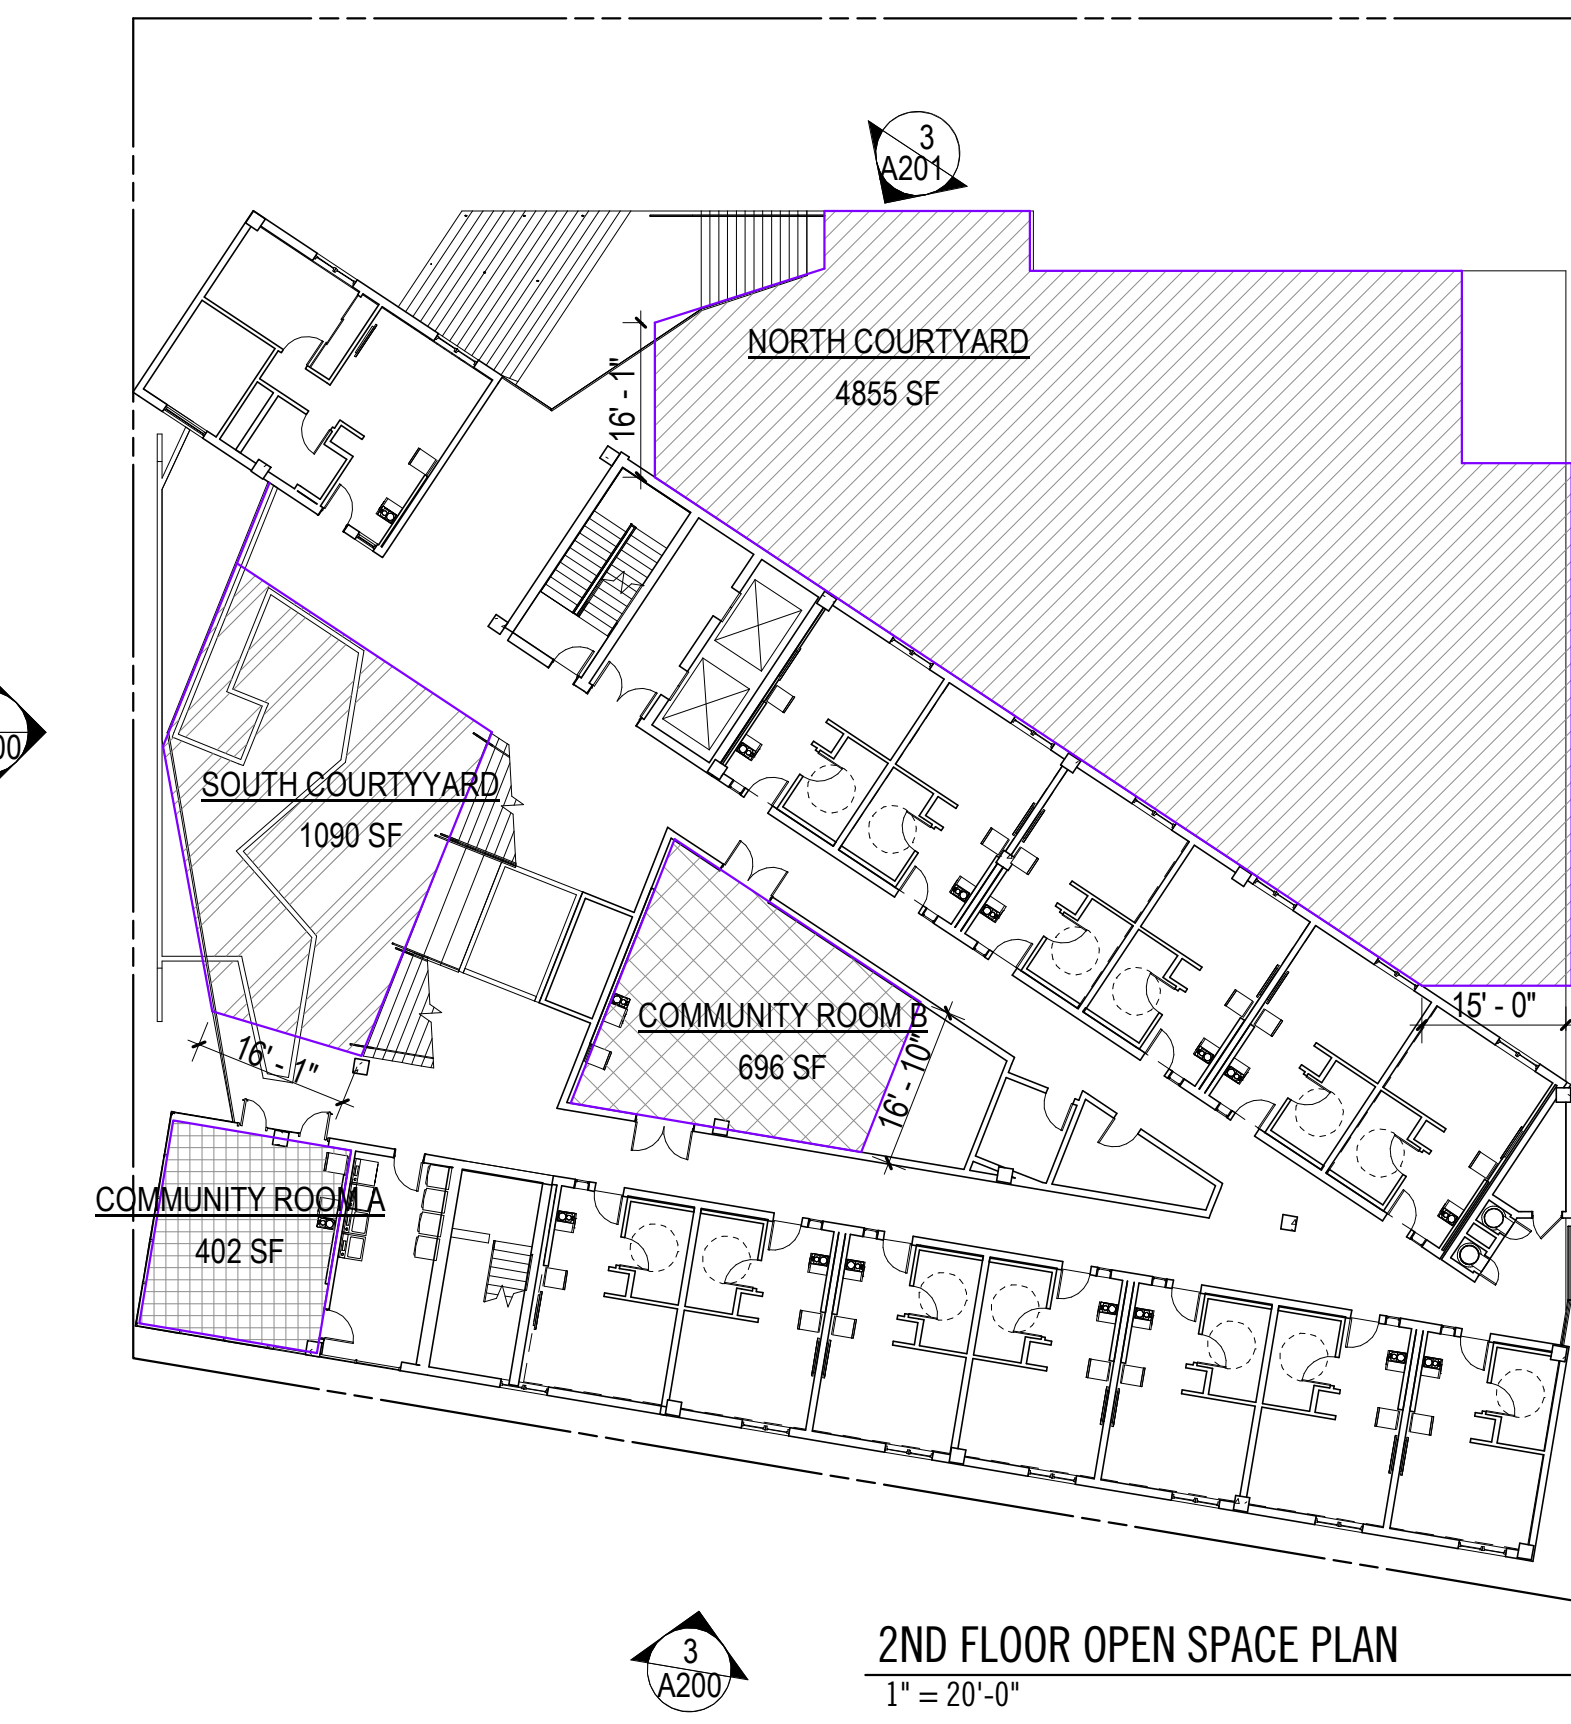 3
A201
NORTH COURTYARD
4855 SF
16' - 1"
00
SOUTH COURTYYARD
1090 SF
COMMUNITY ROOM B
696 SF
15' - 0"
16' - 1"
16' - 10"
COMMUNITY ROOM A
402 SF
3
A200
2ND FLOOR OPEN SPACE PLAN
1" = 20'-0"